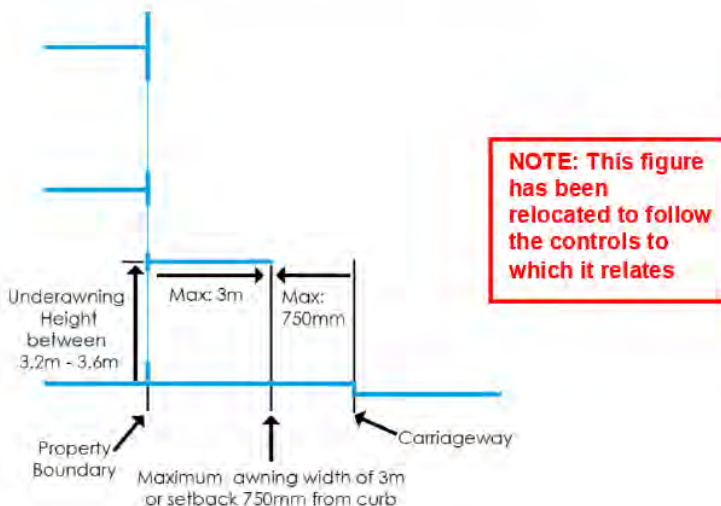 NOTE: This figure
has been
relocated to follow
the controls to
which it relates
Underawning
Height
between
3.2m - 3.6m
Max: 3m
Max:
750mm
Property
Boundary
Maximum awning width of 3m
or setback 750mm from curb
Carriageway